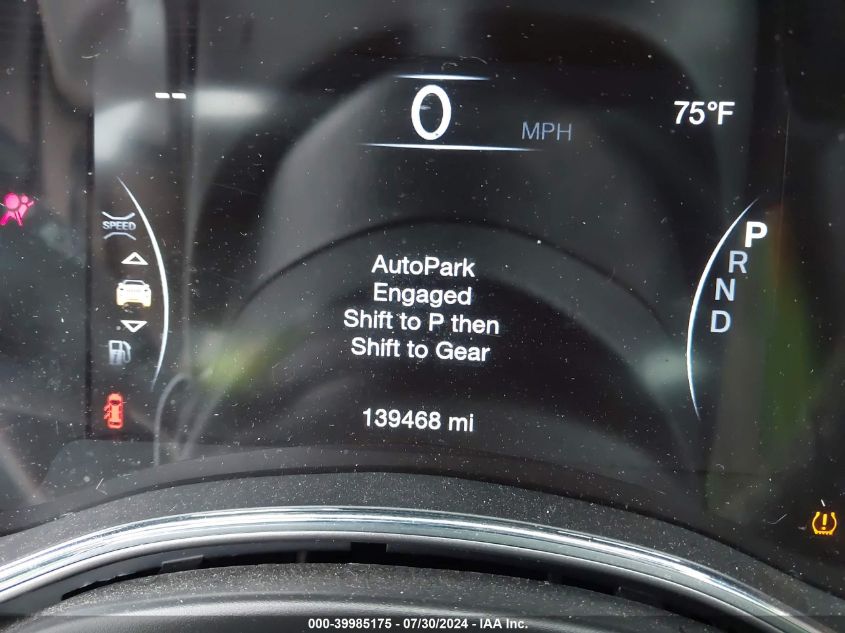 0
MPH
75°F
--
SPEED
P
R
N
D
AutoPark
Engaged
Shift to P then
Shift to Gear
139468 mi
000-39985175 - 07/30/2024 - IAA Inc.